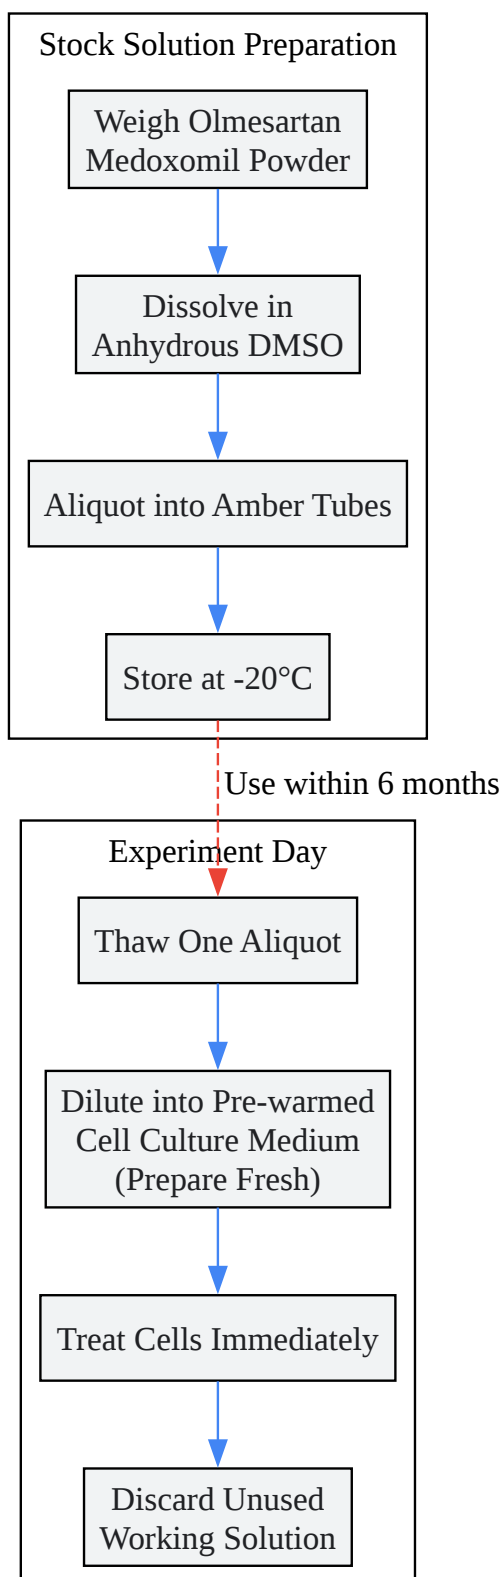 Stock Solution Preparation
Weigh Olmesartan
Medoxomil Powder
Dissolve in
Anhydrous DMSO
Aliquot into Amber Tubes
Store at -20°C
Use within 6 months
Experiment Day
Thaw One Aliquot
Dilute into Pre-warmed
Cell Culture Medium
(Prepare Fresh)
Treat Cells Immediately
Discard Unused
Working Solution